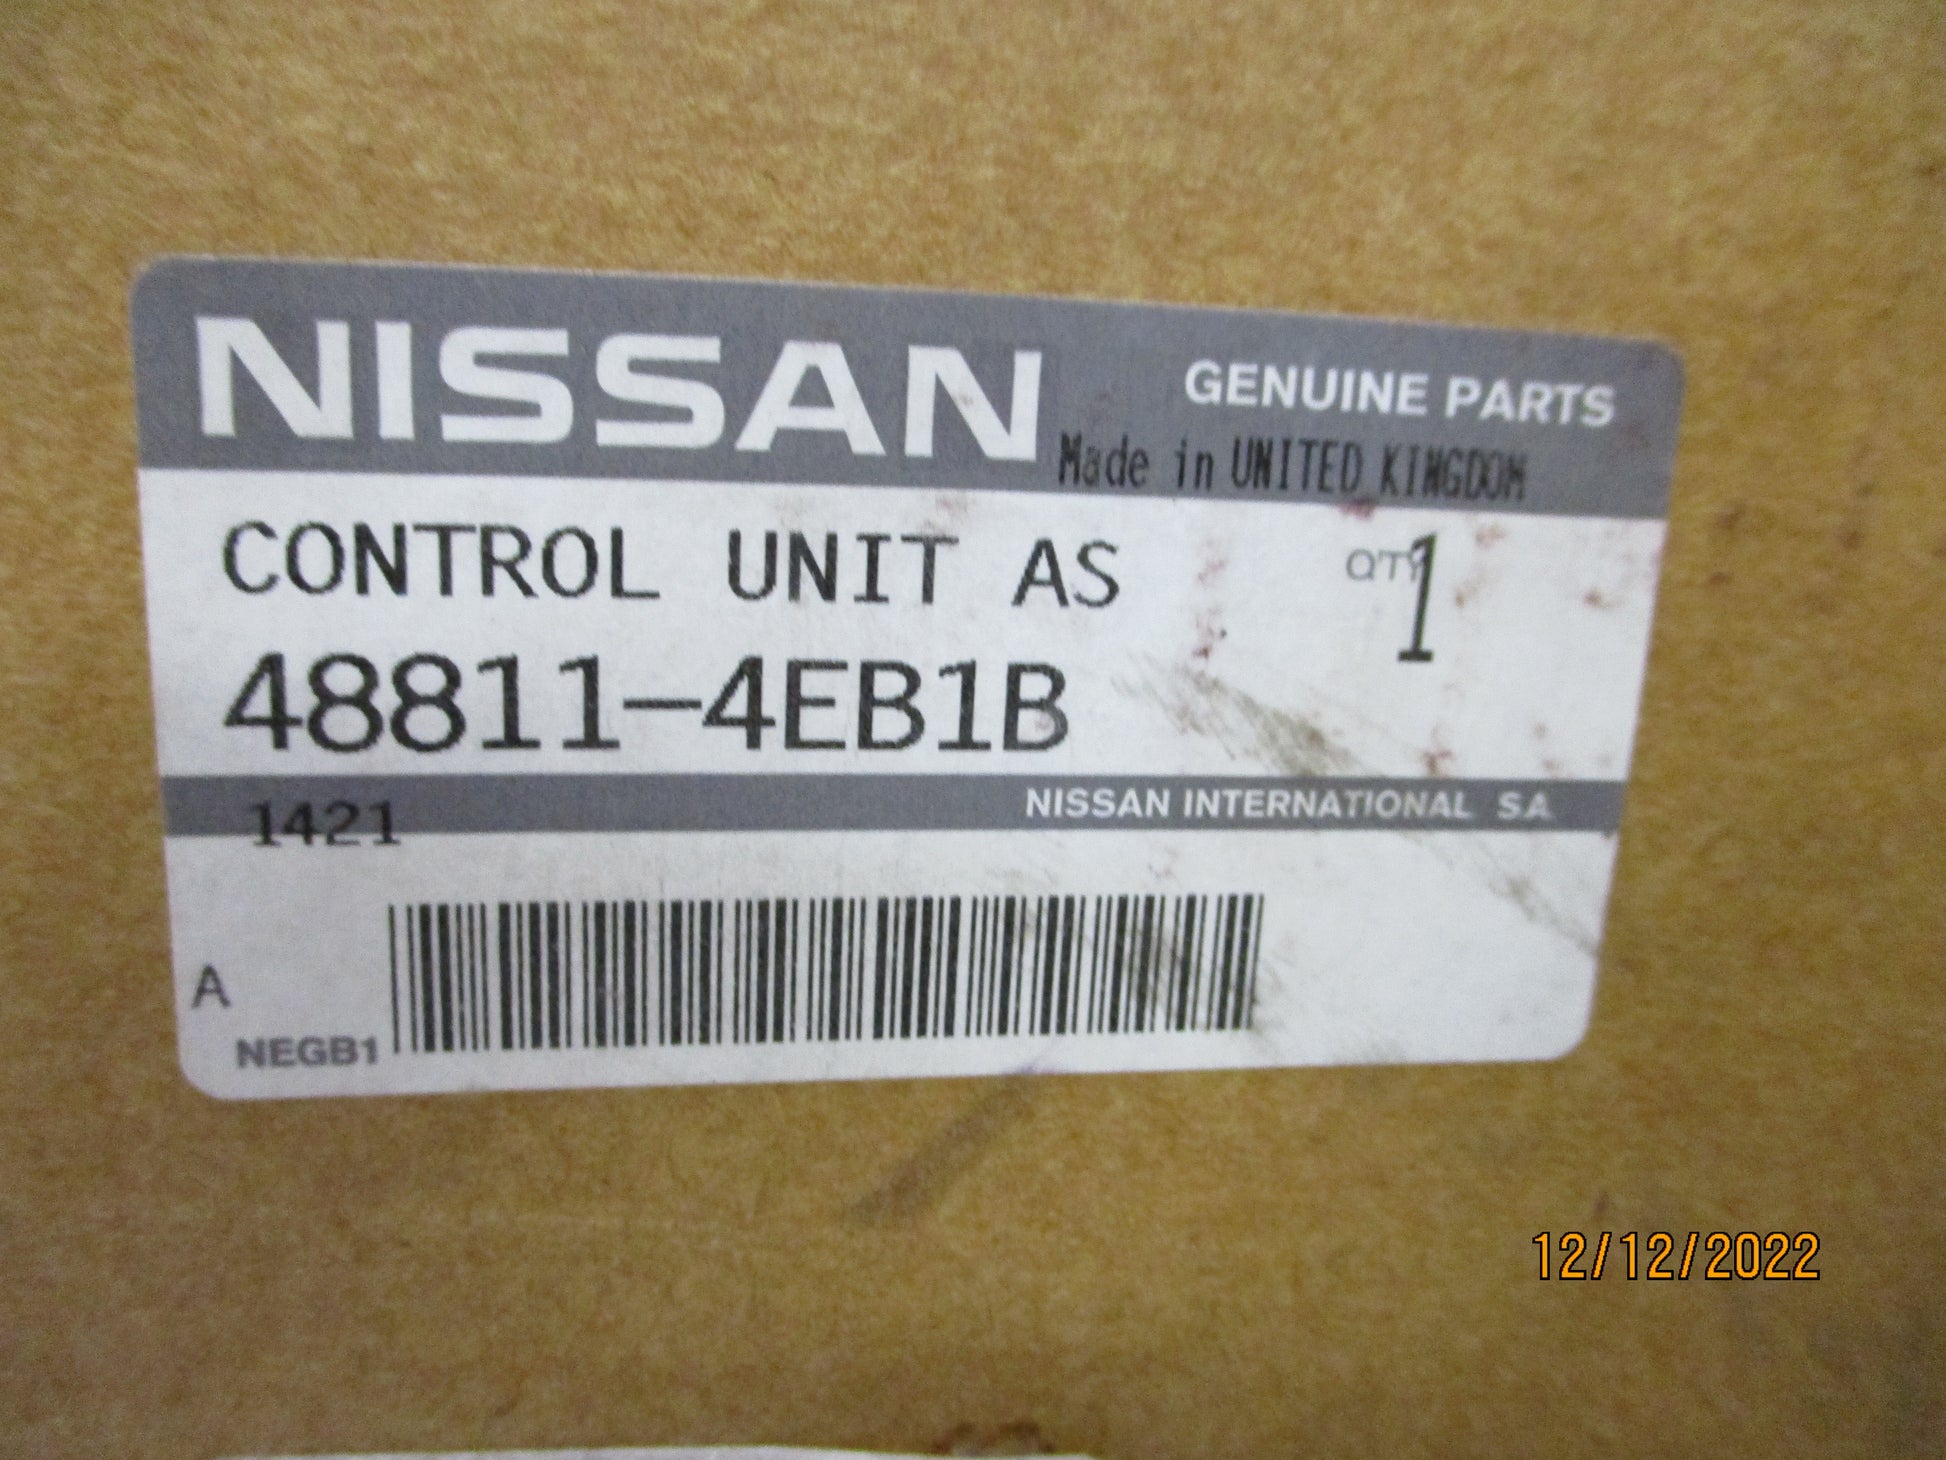 NISSAN
GENUINE PARTS
Made in UNITED KINGDOM
CONTROL UNIT AS
QTY 1
48811-4EB1B
1421
NISSAN INTERNATIONAL S.A.
A
NEGB1
12/12/2022